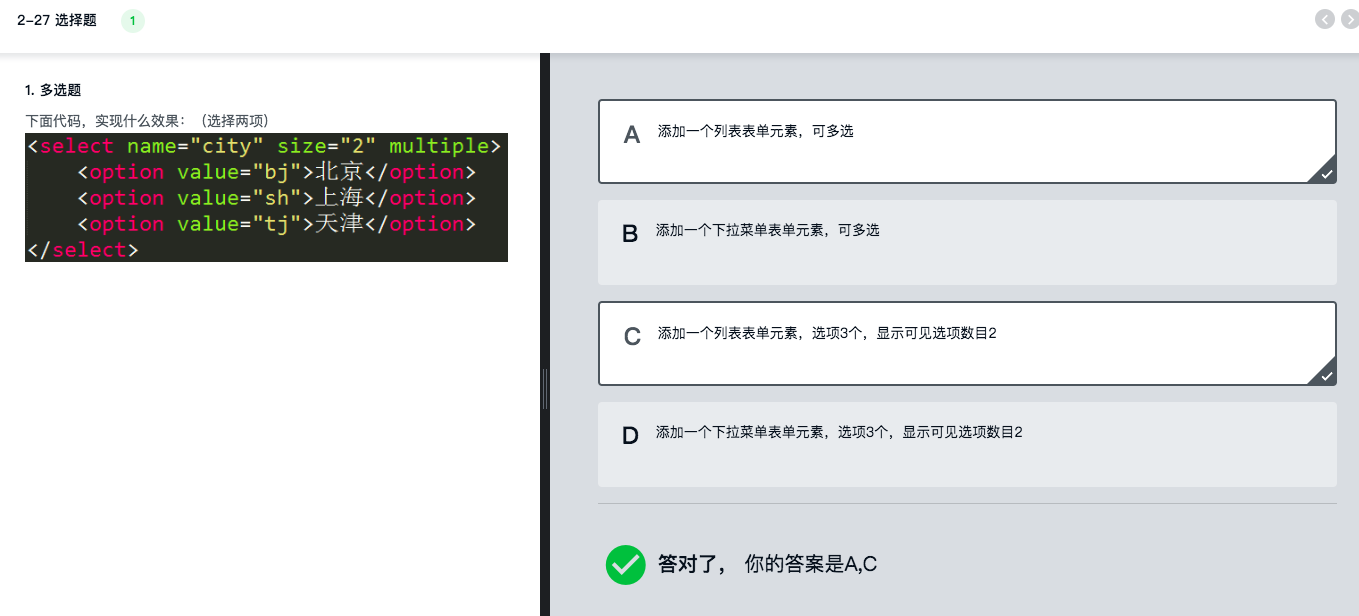 2-27 选择题 1
1. 多选题
下面代码，实现什么效果：（选择两项）
<select name="city" size="2" multiple>
    <option value="bj">北京</option>
    <option value="sh">上海</option>
    <option value="tj">天津</option>
</select>
A 添加一个列表表单元素，可多选
B 添加一个下拉菜单表单元素，可多选
C 添加一个列表表单元素，选项3个，显示可见选项数目2
D 添加一个下拉菜单表单元素，选项3个，显示可见选项数目2
答对了， 你的答案是A,C